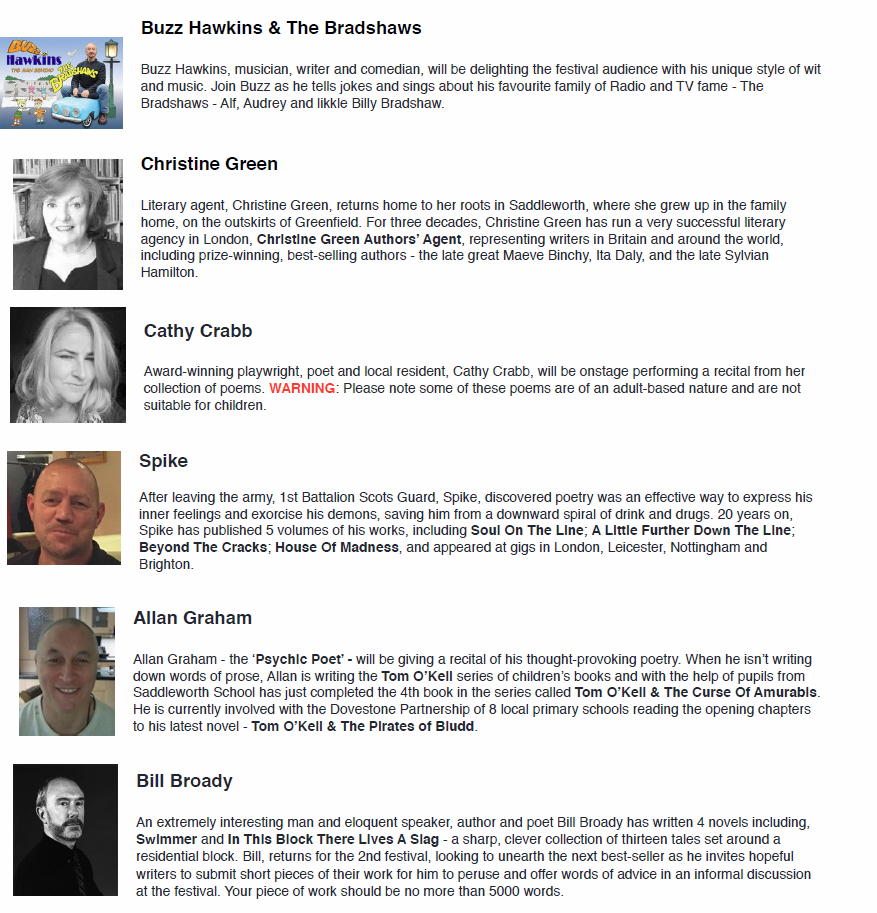 Buzz Hawkins & The Bradshaws
Buzz
Hawkins
THE MAN BEHIND
THE
BRADSHAWS
Buzz Hawkins, musician, writer and comedian, will be delighting the festival audience with his unique style of wit
and music. Join Buzz as he tells jokes and sings about his favourite family of Radio and TV fame - The
Bradshaws - Alf, Audrey and likkle Billy Bradshaw.
Christine Green
Literary agent, Christine Green, returns home to her roots in Saddleworth, where she grew up in the family
home, on the outskirts of Greenfield. For three decades, Christine Green has run a very successful literary
agency in London, Christine Green Authors’ Agent, representing writers in Britain and around the world,
including prize-winning, best-selling authors - the late great Maeve Binchy, Ita Daly, and the late Sylvian
Hamilton.
Cathy Crabb
Award-winning playwright, poet and local resident, Cathy Crabb, will be onstage performing a recital from her
collection of poems. WARNING: Please note some of these poems are of an adult-based nature and are not
suitable for children.
Spike
After leaving the army, 1st Battalion Scots Guard, Spike, discovered poetry was an effective way to express his
inner feelings and exorcise his demons, saving him from a downward spiral of drink and drugs. 20 years on,
Spike has published 5 volumes of his works, including Soul On The Line; A Little Further Down The Line;
Beyond The Cracks; House Of Madness, and appeared at gigs in London, Leicester, Nottingham and
Brighton.
Allan Graham
Allan Graham - the ‘Psychic Poet’ - will be giving a recital of his thought-provoking poetry. When he isn’t writing
down words of prose, Allan is writing the Tom O’Kell series of children’s books and with the help of pupils from
Saddleworth School has just completed the 4th book in the series called Tom O’Kell & The Curse Of Amurabis.
He is currently involved with the Dovestone Partnership of 8 local primary schools reading the opening chapters
to his latest novel - Tom O’Kell & The Pirates of Bludd.
Bill Broady
An extremely interesting man and eloquent speaker, author and poet Bill Broady has written 4 novels including,
Swimmer and In This Block There Lives A Slag - a sharp, clever collection of thirteen tales set around a
residential block. Bill, returns for the 2nd festival, looking to unearth the next best-seller as he invites hopeful
writers to submit short pieces of their work for him to peruse and offer words of advice in an informal discussion
at the festival. Your piece of work should be no more than 5000 words.